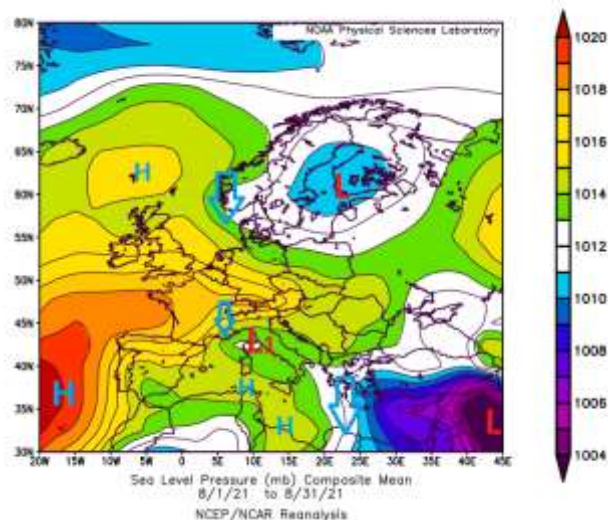 NOAA Physical Sciences Laboratory
80N
75N
70N
65N
60N
55N
50N
45N
40N
35N
30N
20W
15W
10W
5W
0
5E
10E
15E
20E
25E
30E
35E
40E
45E
H
L
L
H
H
H
L
1020
1018
1016
1014
1012
1010
1008
1006
1004
Sea Level Pressure (mb) Composite Mean
8/1/21 to 8/31/21
NCEP/NCAR Reanalysis